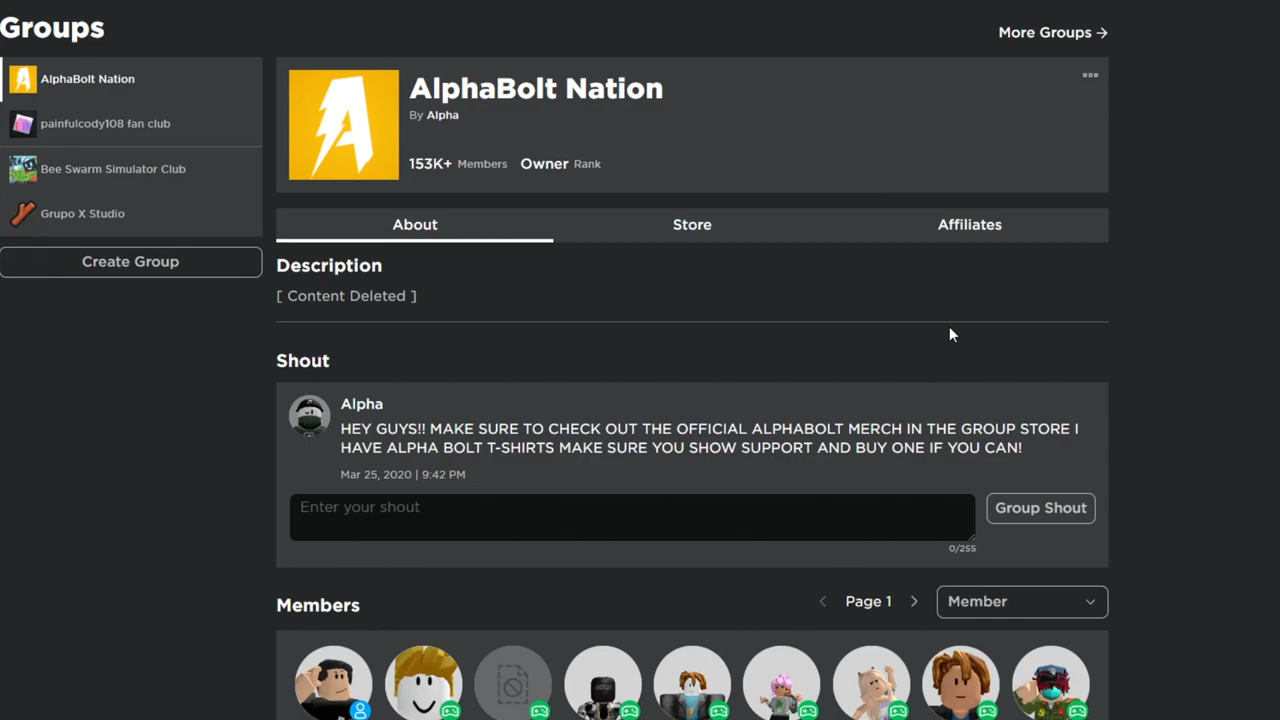 Groups
More Groups →
AlphaBolt Nation
painfulcody108 fan club
Bee Swarm Simulator Club
Grupo X Studio
Create Group
A
AlphaBolt Nation
By Alpha
153K+ Members Owner Rank
About Store Affiliates
Description
[ Content Deleted ]
Shout
Alpha
HEY GUYS!! MAKE SURE TO CHECK OUT THE OFFICIAL ALPHABOLT MERCH IN THE GROUP STORE I
HAVE ALPHA BOLT T-SHIRTS MAKE SURE YOU SHOW SUPPORT AND BUY ONE IF YOU CAN!
Mar 25, 2020 | 9:42 PM
Enter your shout
Group Shout
0/255
Members
Page 1
Member